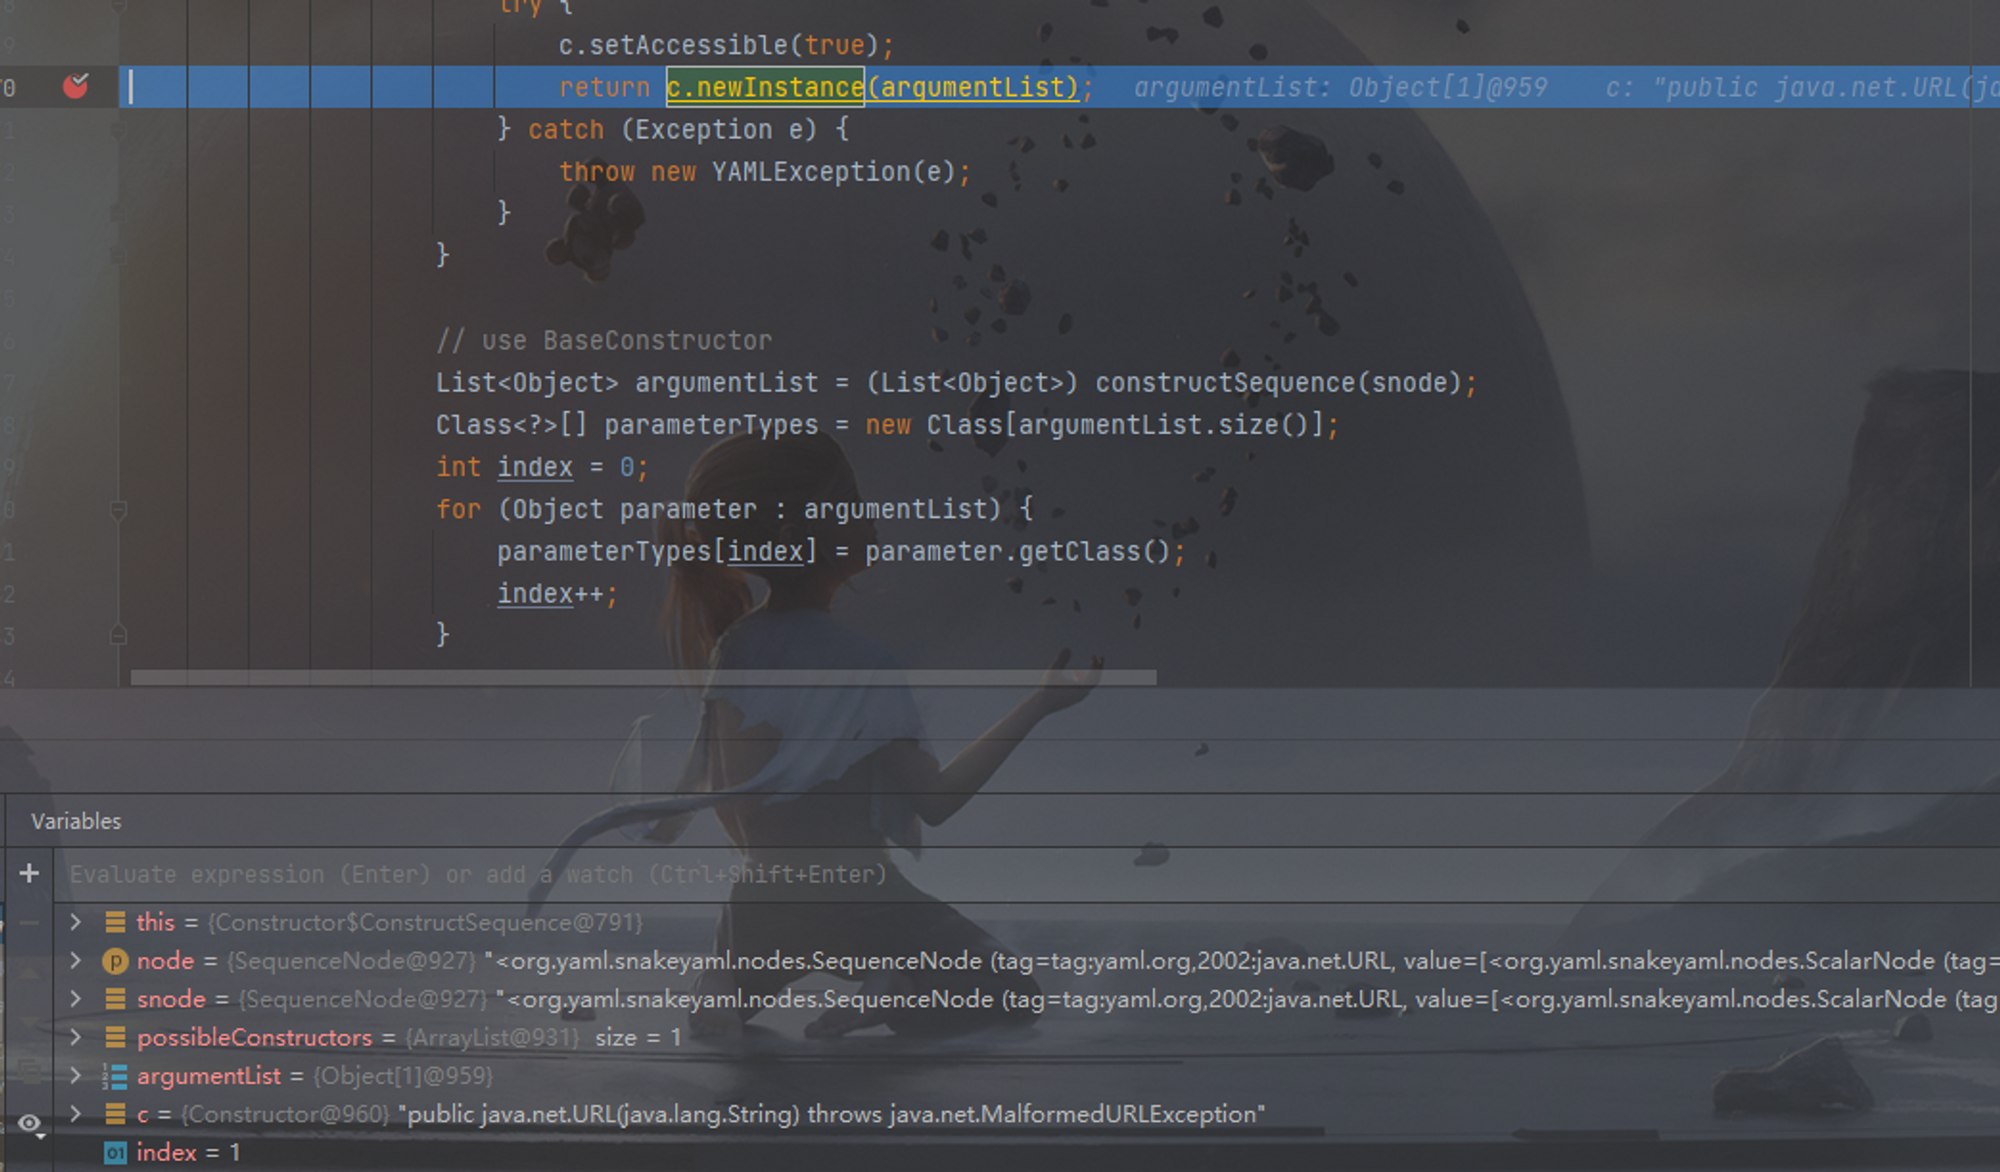 try {
c.setAccessible(true);
return c.newInstance(argumentList); argumentList: Object[1]@959 c: "public java.net.URL(ja
} catch (Exception e) {
throw new YAMLException(e);
}
}
// use BaseConstructor
List<Object> argumentList = (List<Object>) constructSequence(snode);
Class<?>[] parameterTypes = new Class[argumentList.size()];
int index = 0;
for (Object parameter : argumentList) {
parameterTypes[index] = parameter.getClass();
index++;
}
Variables
Evaluate expression (Enter) or add a watch (Ctrl+Shift+Enter)
this = {Constructor$ConstructSequence@791}
node = {SequenceNode@927} "<org.yaml.snakeyaml.nodes.SequenceNode (tag=tag:yaml.org,2002:java.net.URL, value=[<org.yaml.snakeyaml.nodes.ScalarNode (tag=
snode = {SequenceNode@927} "<org.yaml.snakeyaml.nodes.SequenceNode (tag=tag:yaml.org,2002:java.net.URL, value=[<org.yaml.snakeyaml.nodes.ScalarNode (tag
possibleConstructors = {ArrayList@931} size = 1
argumentList = {Object[1]@959}
c = {Constructor@960} "public java.net.URL(java.lang.String) throws java.net.MalformedURLException"
index = 1